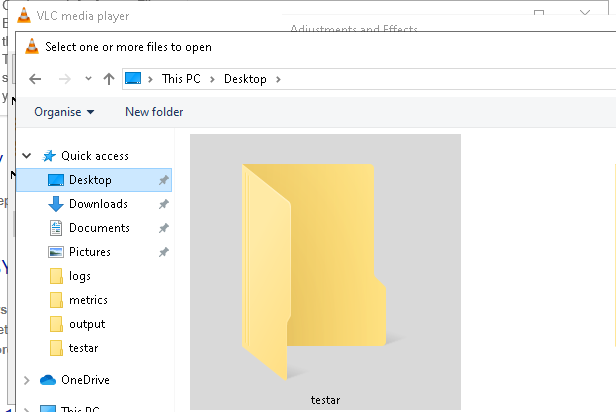 VLC media player
Adjustments and Effects
Select one or more files to open
This PC > Desktop >
Organise
New folder
Quick access
Desktop
Downloads
Documents
Pictures
logs
metrics
output
testar
OneDrive
This PC
testar